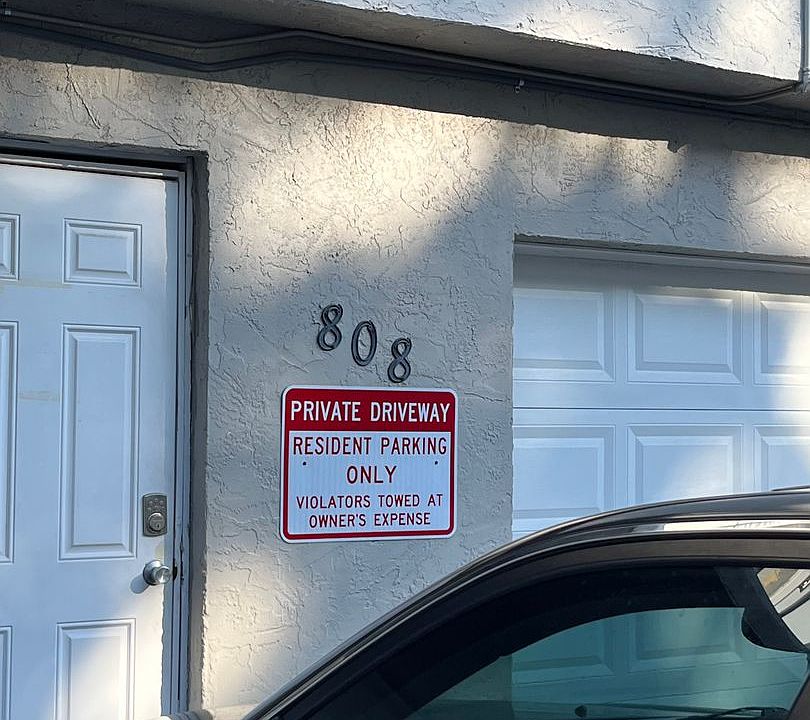 808
PRIVATE DRIVEWAY
RESIDENT PARKING
ONLY
VIOLATORS TOWED AT
OWNER'S EXPENSE